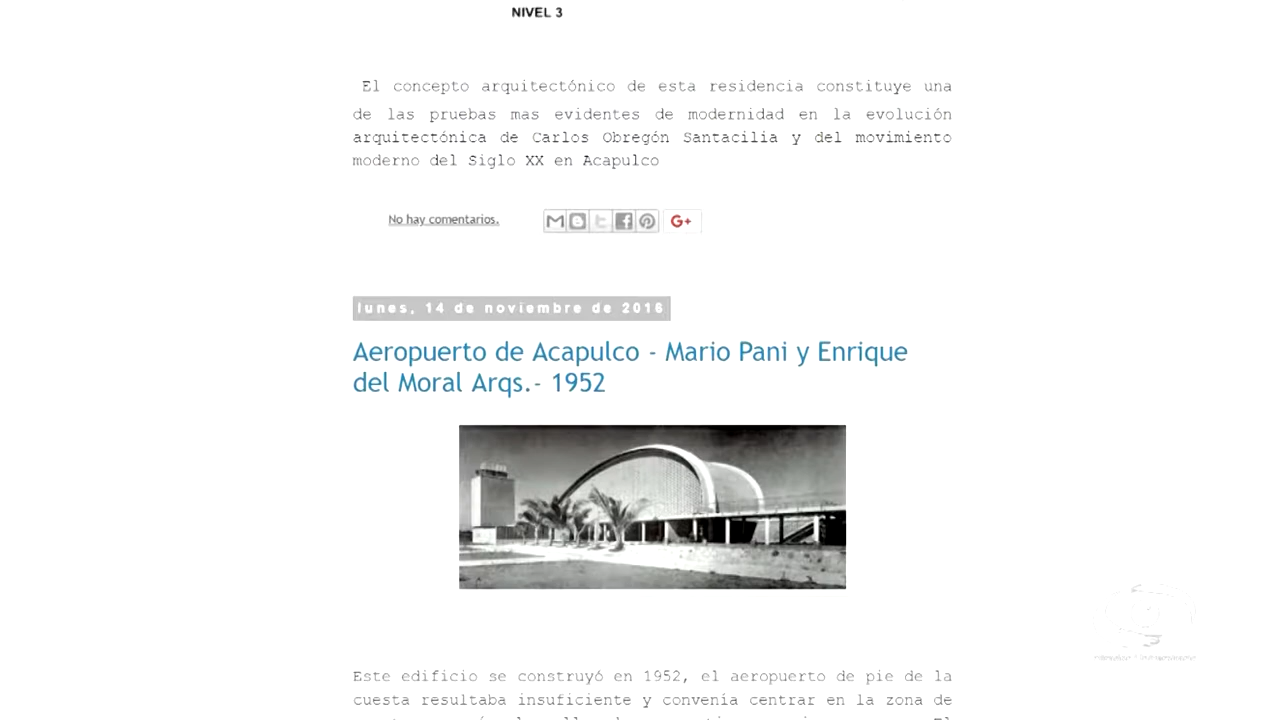 NIVEL 3
El concepto arquitectónico de esta residencia constituye una
de las pruebas mas evidentes de modernidad en la evolución
arquitectónica de Carlos Obregón Santacilia y del movimiento
moderno del Siglo XX en Acapulco
No hay comentarios.
G+
lunes, 14 de noviembre de 2016
Aeropuerto de Acapulco - Mario Pani y Enrique
del Moral Arqs.- 1952
Este edificio se construyó en 1952, el aeropuerto de pie de la
cuesta resultaba insuficiente y convenía centrar en la zona de